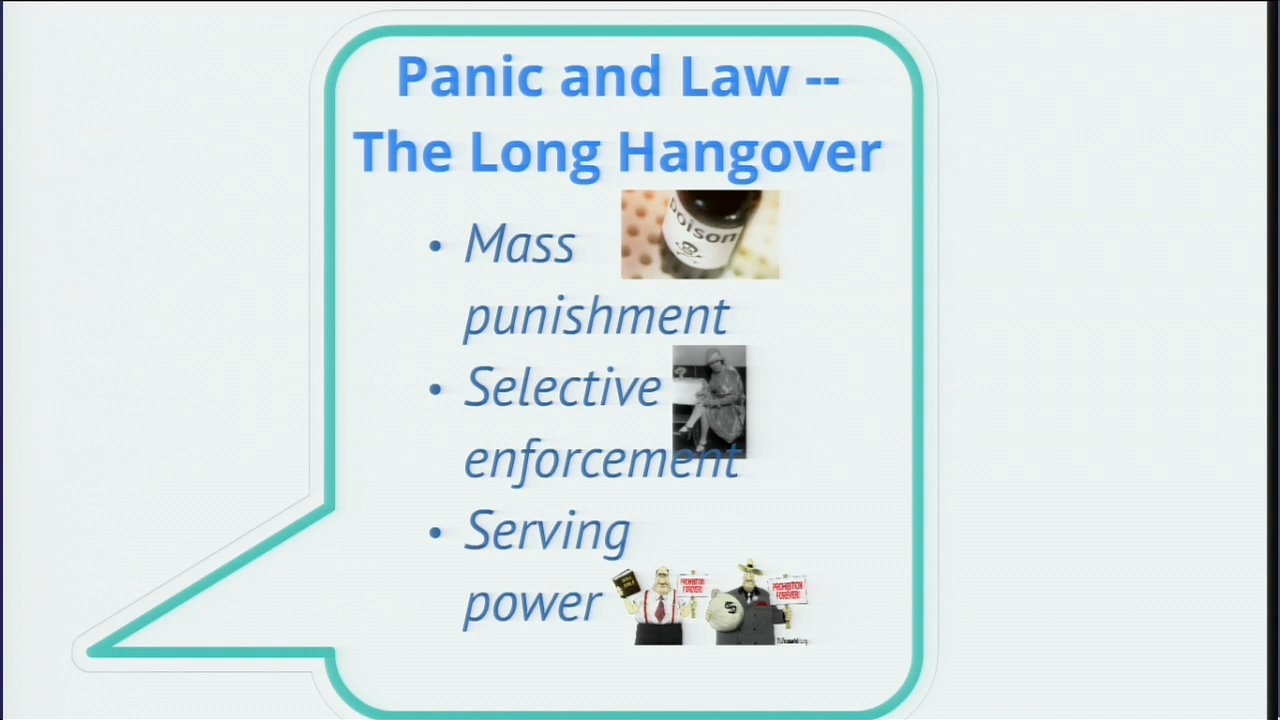 Panic and Law --
The Long Hangover
poison
• Mass
punishment
• Selective
enforcement
• Serving
power
PROHIBITION
FOREVER!
PROHIBITION
FOREVER!
$